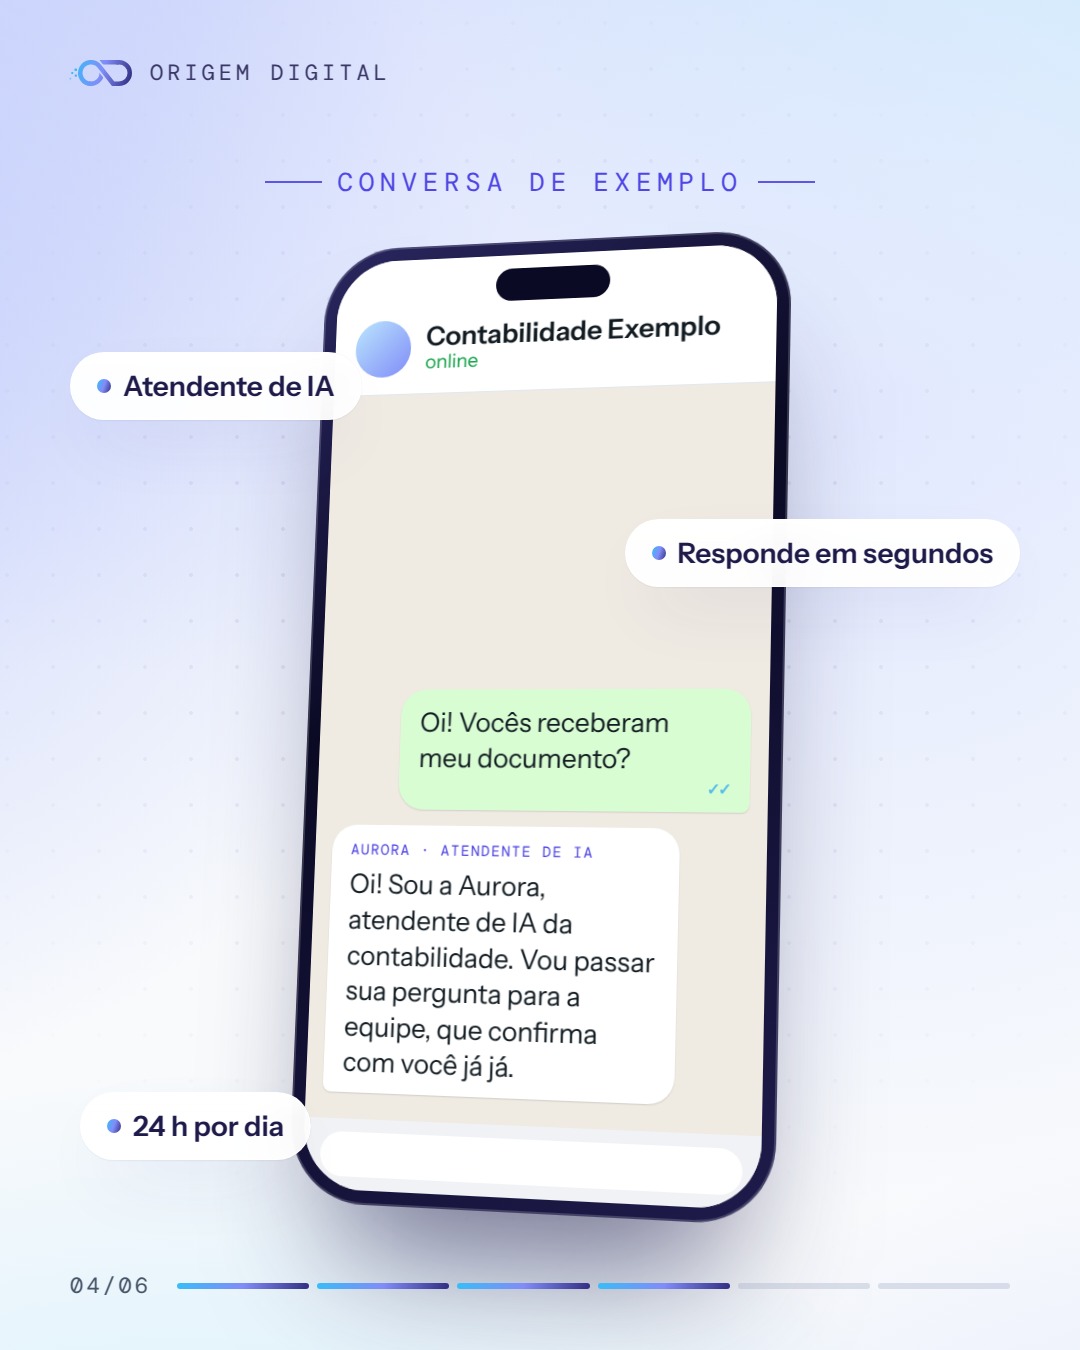 ORIGEM DIGITAL
CONVERSA DE EXEMPLO
Contabilidade Exemplo
online
Atendente de IA
Responde em segundos
Oi! Vocês receberam
meu documento?
AURORA · ATENDENTE DE IA
Oi! Sou a Aurora,
atendente de IA da
contabilidade. Vou passar
sua pergunta para a
equipe, que confirma
com você já já.
24 h por dia
04/06